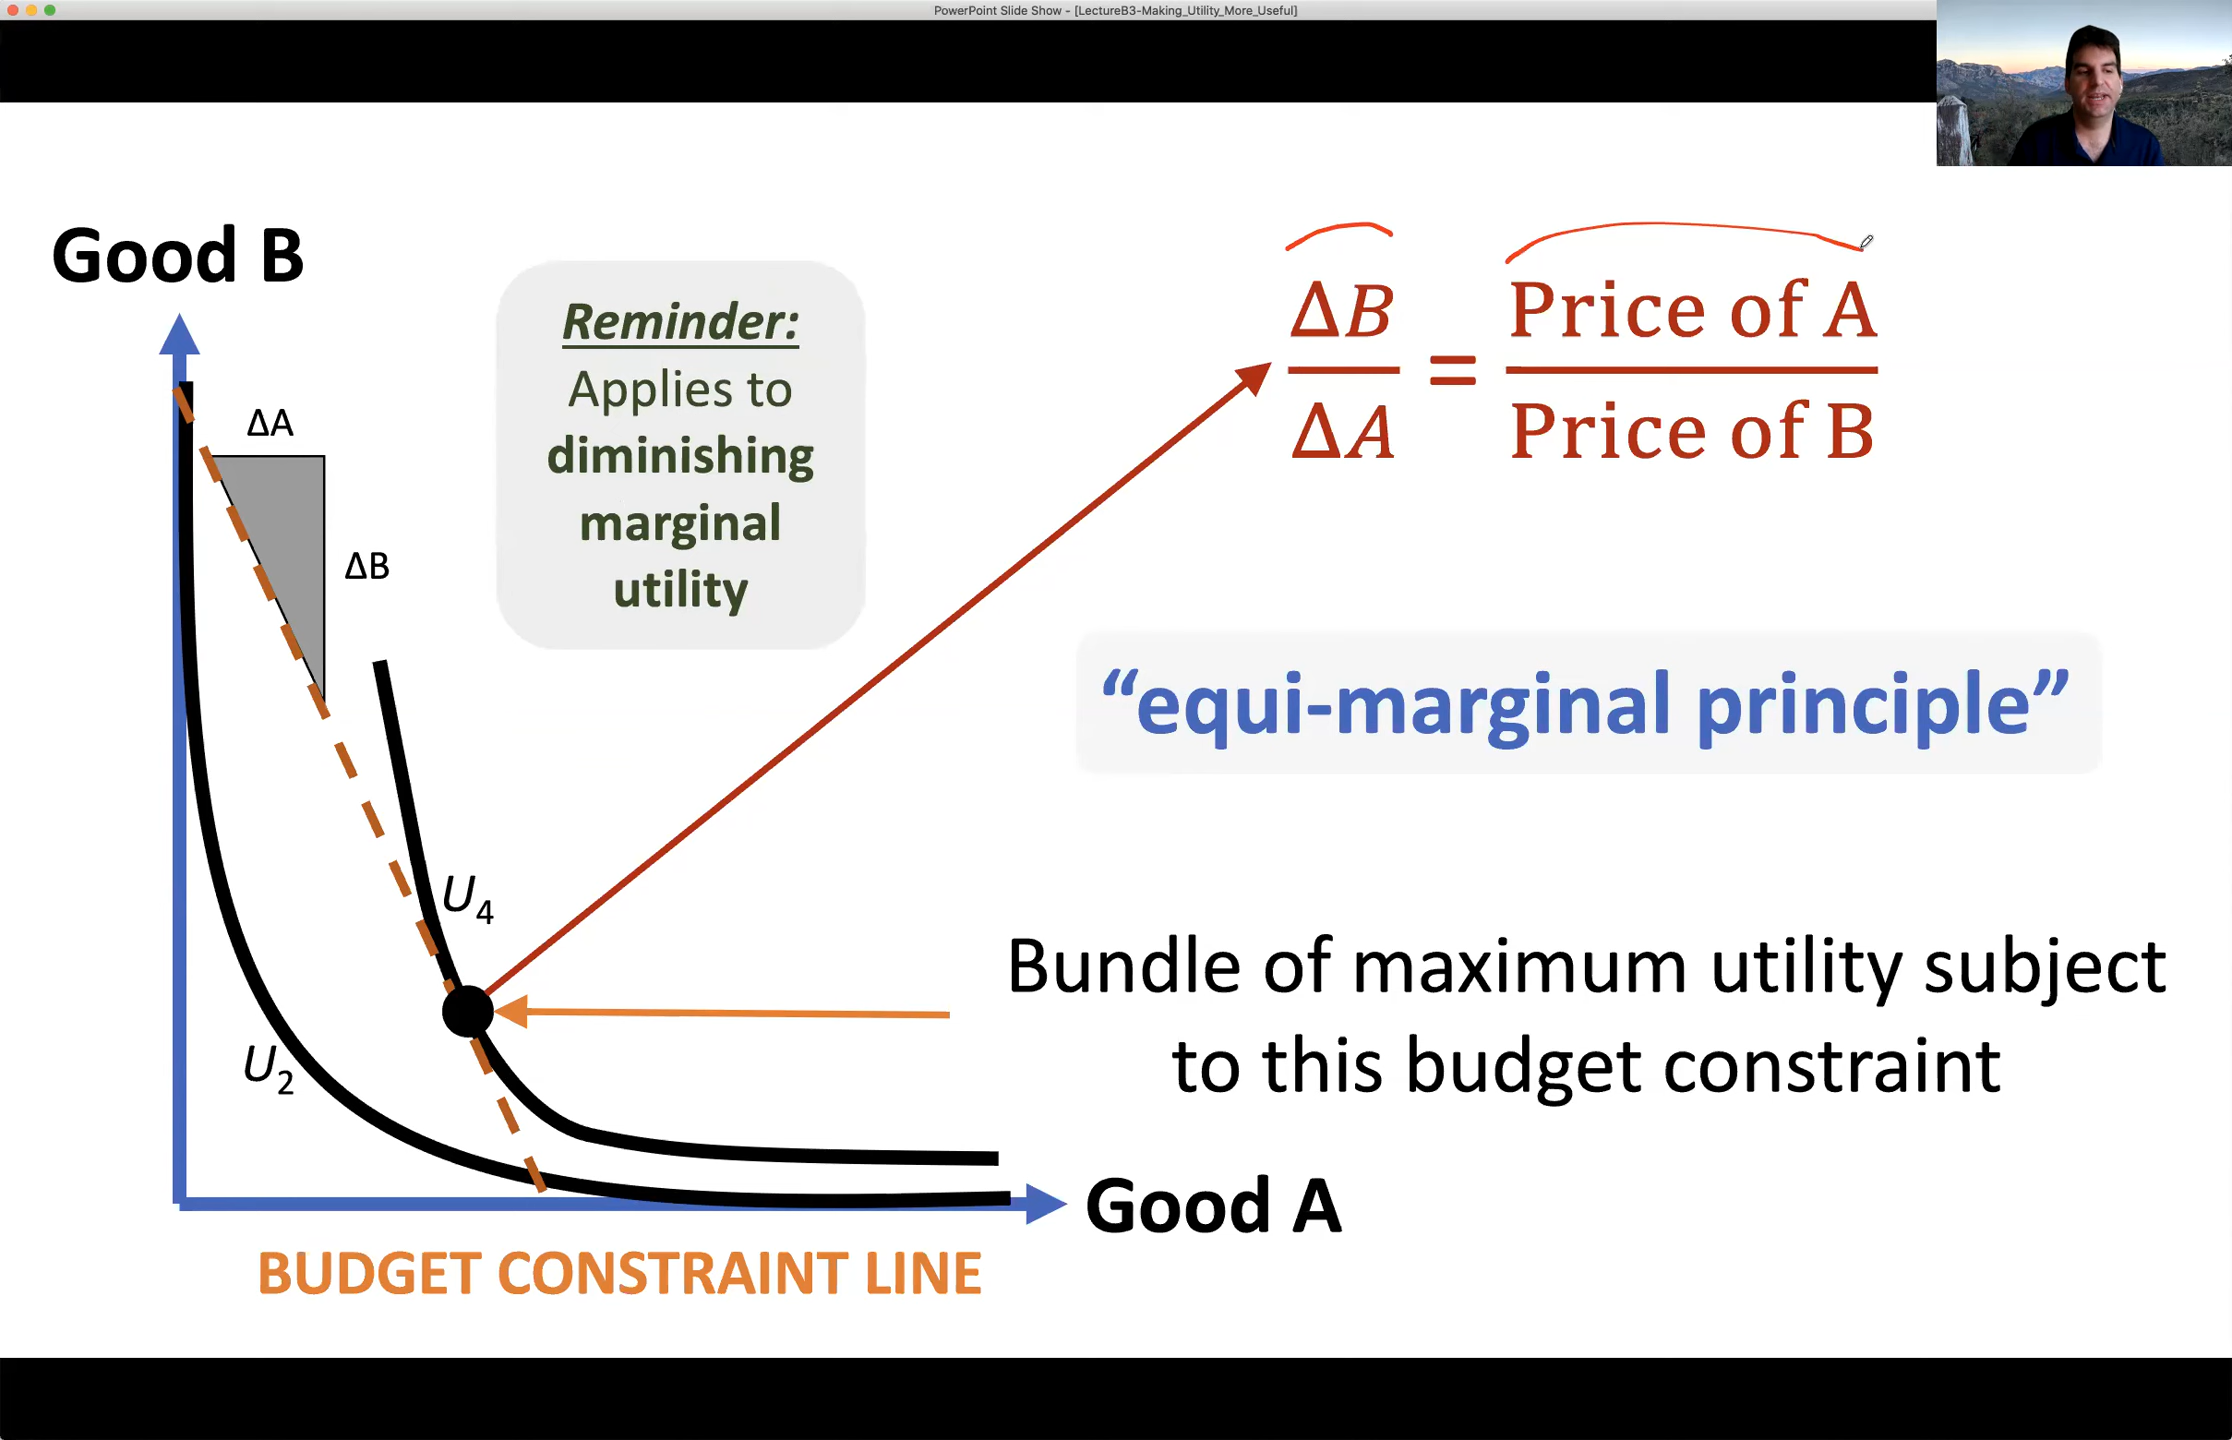 PowerPoint Slide Show - [LectureB3-Making_Utility_More_Useful]
Good B
Reminder:
Applies to
diminishing
marginal
utility
ΔB
ΔA
=
Price of A
Price of B
ΔA
ΔB
"equi-marginal principle"
U4
Bundle of maximum utility subject
to this budget constraint
U2
Good A
BUDGET CONSTRAINT LINE